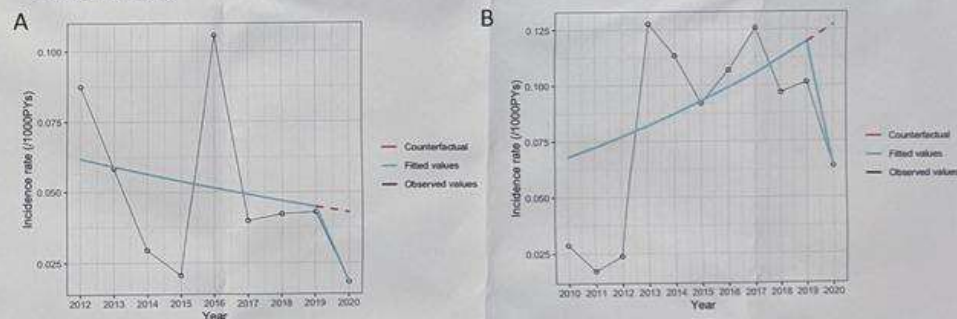 A
Incidence rate (/1000PYs)
0.100
0.075
0.050
0.025
2012 2013 2014 2015 2016 2017 2018 2019 2020
Year
Counterfactual
Fitted values
Observed values
B
Incidence rate (/1000PYs)
0.125
0.100
0.075
0.050
0.025
2010 2011 2012 2013 2014 2015 2016 2017 2018 2019 2020
Year
Counterfactual
Fitted values
Observed values